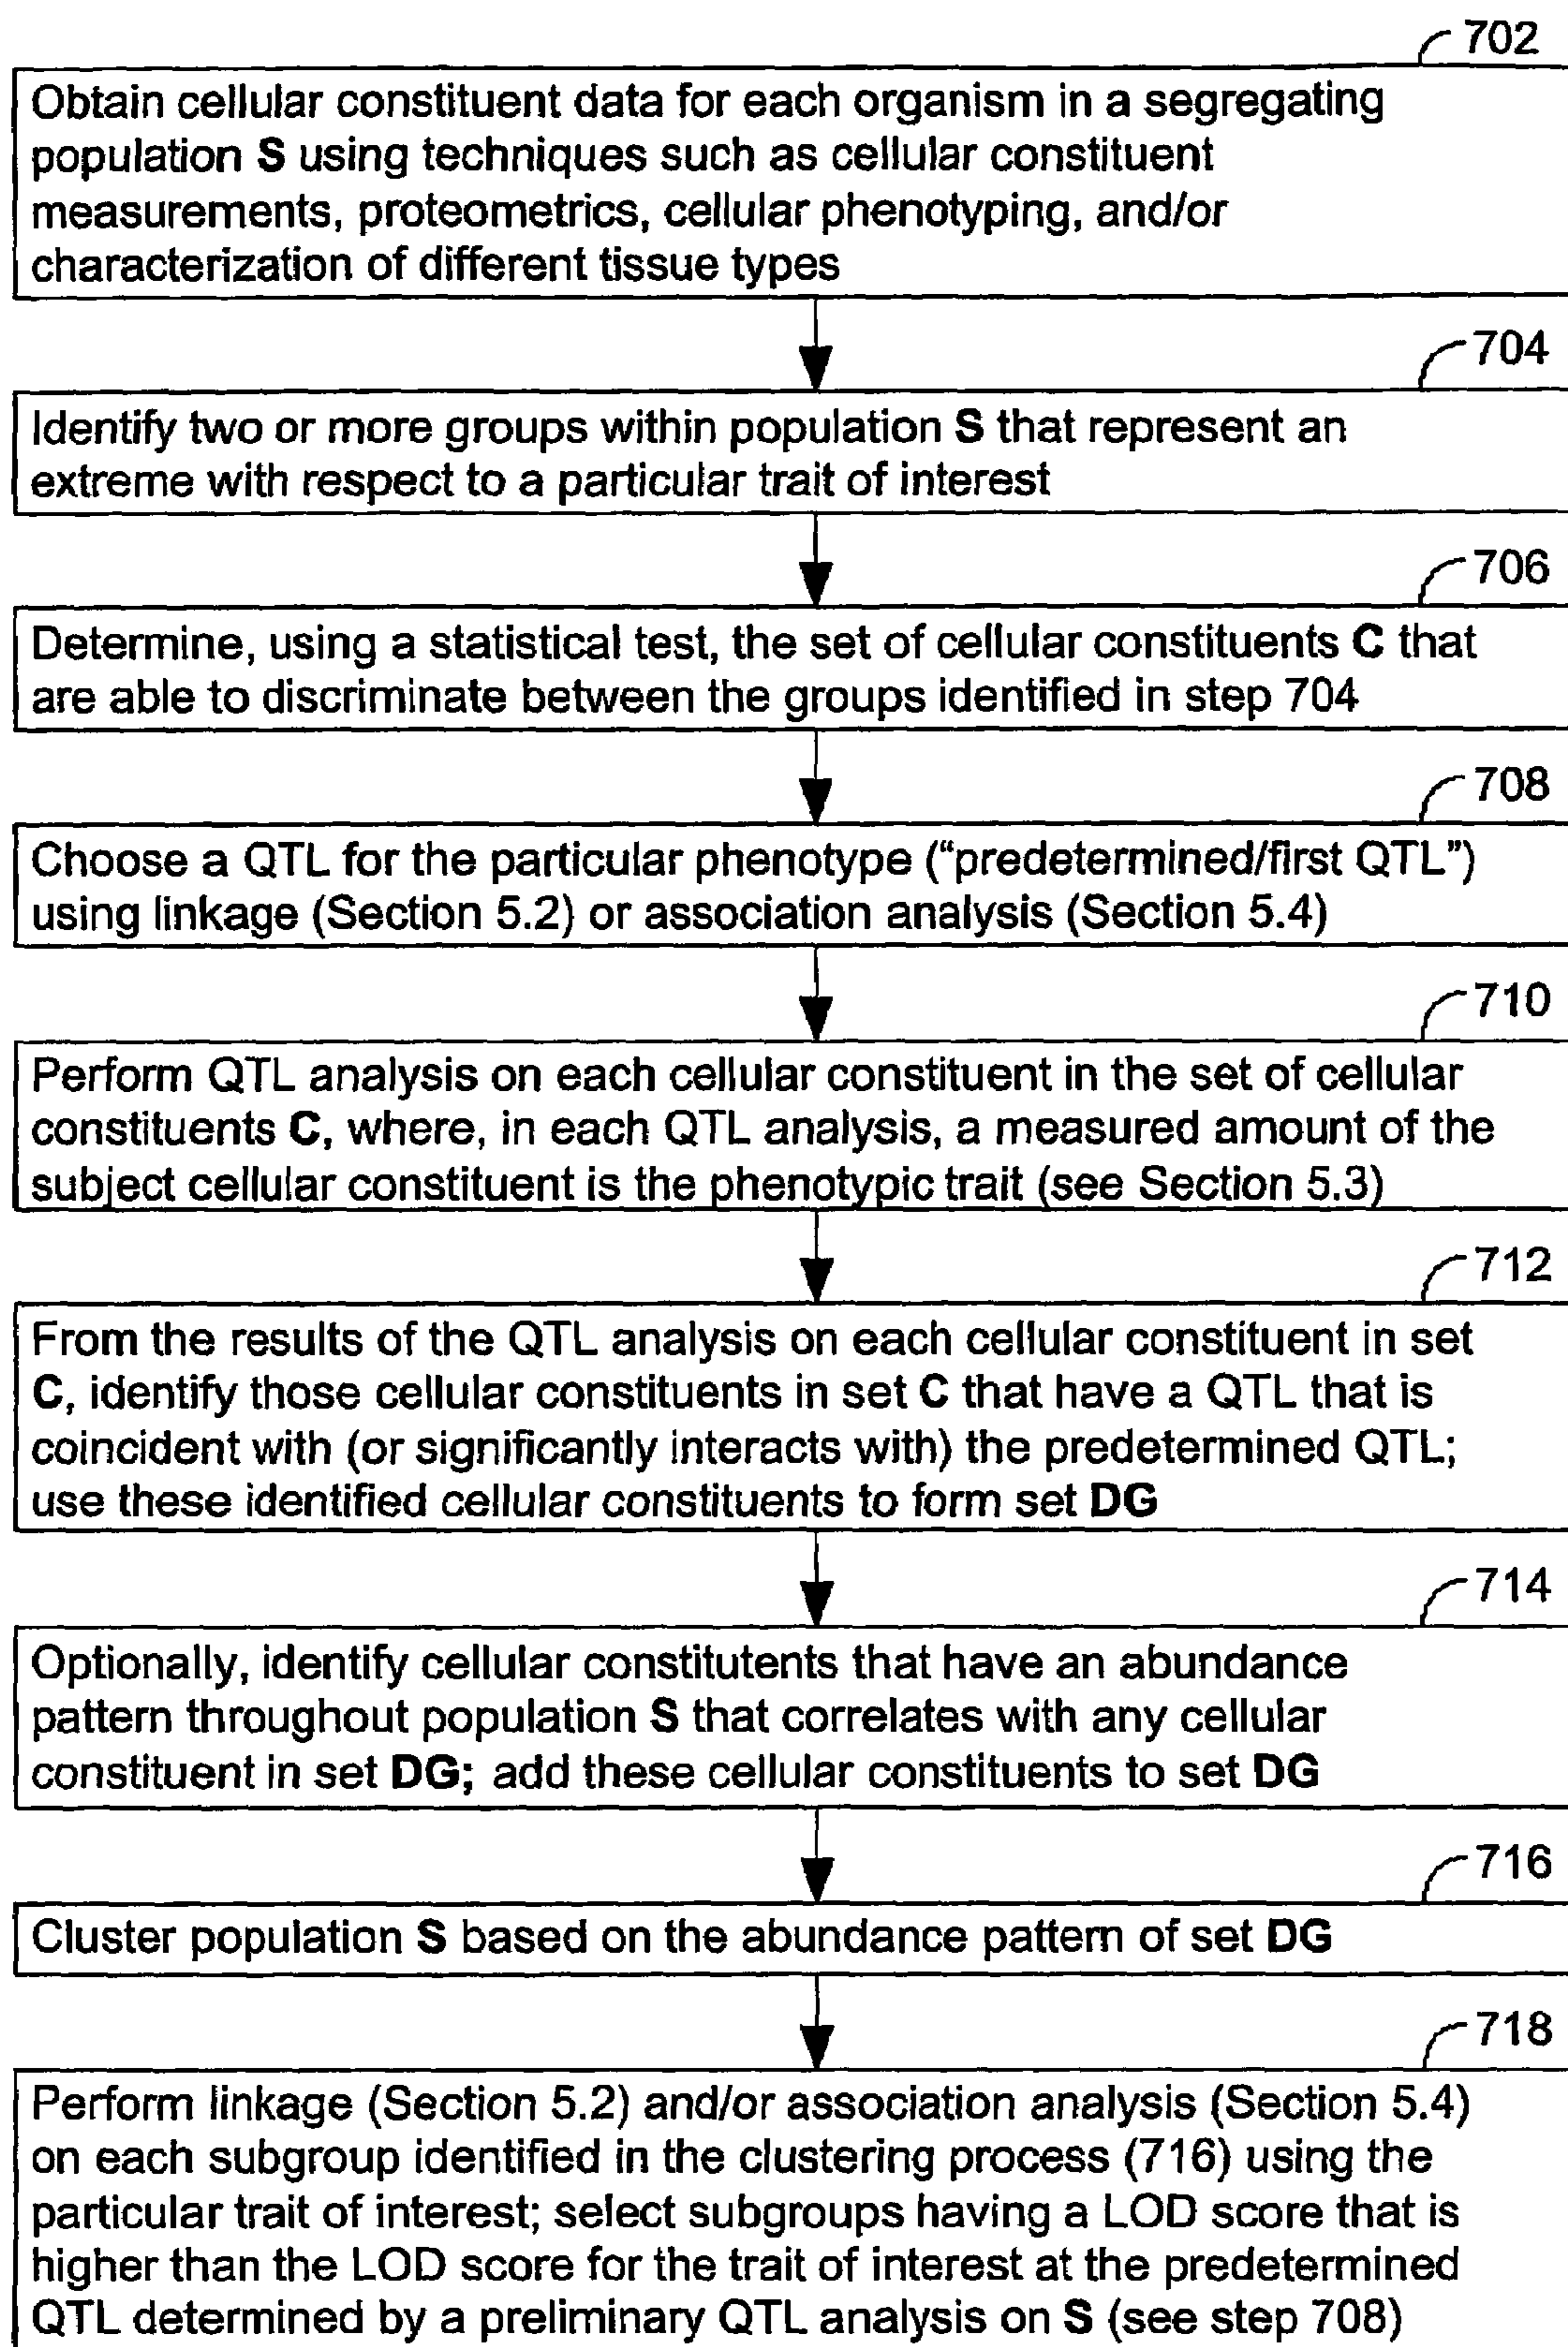 702
Obtain cellular constituent data for each organism in a segregating
population S using techniques such as cellular constituent
measurements, proteometrics, cellular phenotyping, and/or
characterization of different tissue types
704
Identify two or more groups within population S that represent an
extreme with respect to a particular trait of interest
706
Determine, using a statistical test, the set of cellular constituents C that
are able to discriminate between the groups identified in step 704
708
Choose a QTL for the particular phenotype (“predetermined/first QTL”)
using linkage (Section 5.2) or association analysis (Section 5.4)
710
Perform QTL analysis on each cellular constituent in the set of cellular
constituents C, where, in each QTL analysis, a measured amount of the
subject cellular constituent is the phenotypic trait (see Section 5.3)
712
From the results of the QTL analysis on each cellular constituent in set
C, identify those cellular constituents in set C that have a QTL that is
coincident with (or significantly interacts with) the predetermined QTL;
use these identified cellular constituents to form set DG
714
Optionally, identify cellular constitutents that have an abundance
pattern throughout population S that correlates with any cellular
constituent in set DG; add these cellular constituents to set DG
716
Cluster population S based on the abundance pattern of set DG
718
Perform linkage (Section 5.2) and/or association analysis (Section 5.4)
on each subgroup identified in the clustering process (716) using the
particular trait of interest; select subgroups having a LOD score that is
higher than the LOD score for the trait of interest at the predetermined
QTL determined by a preliminary QTL analysis on S (see step 708)